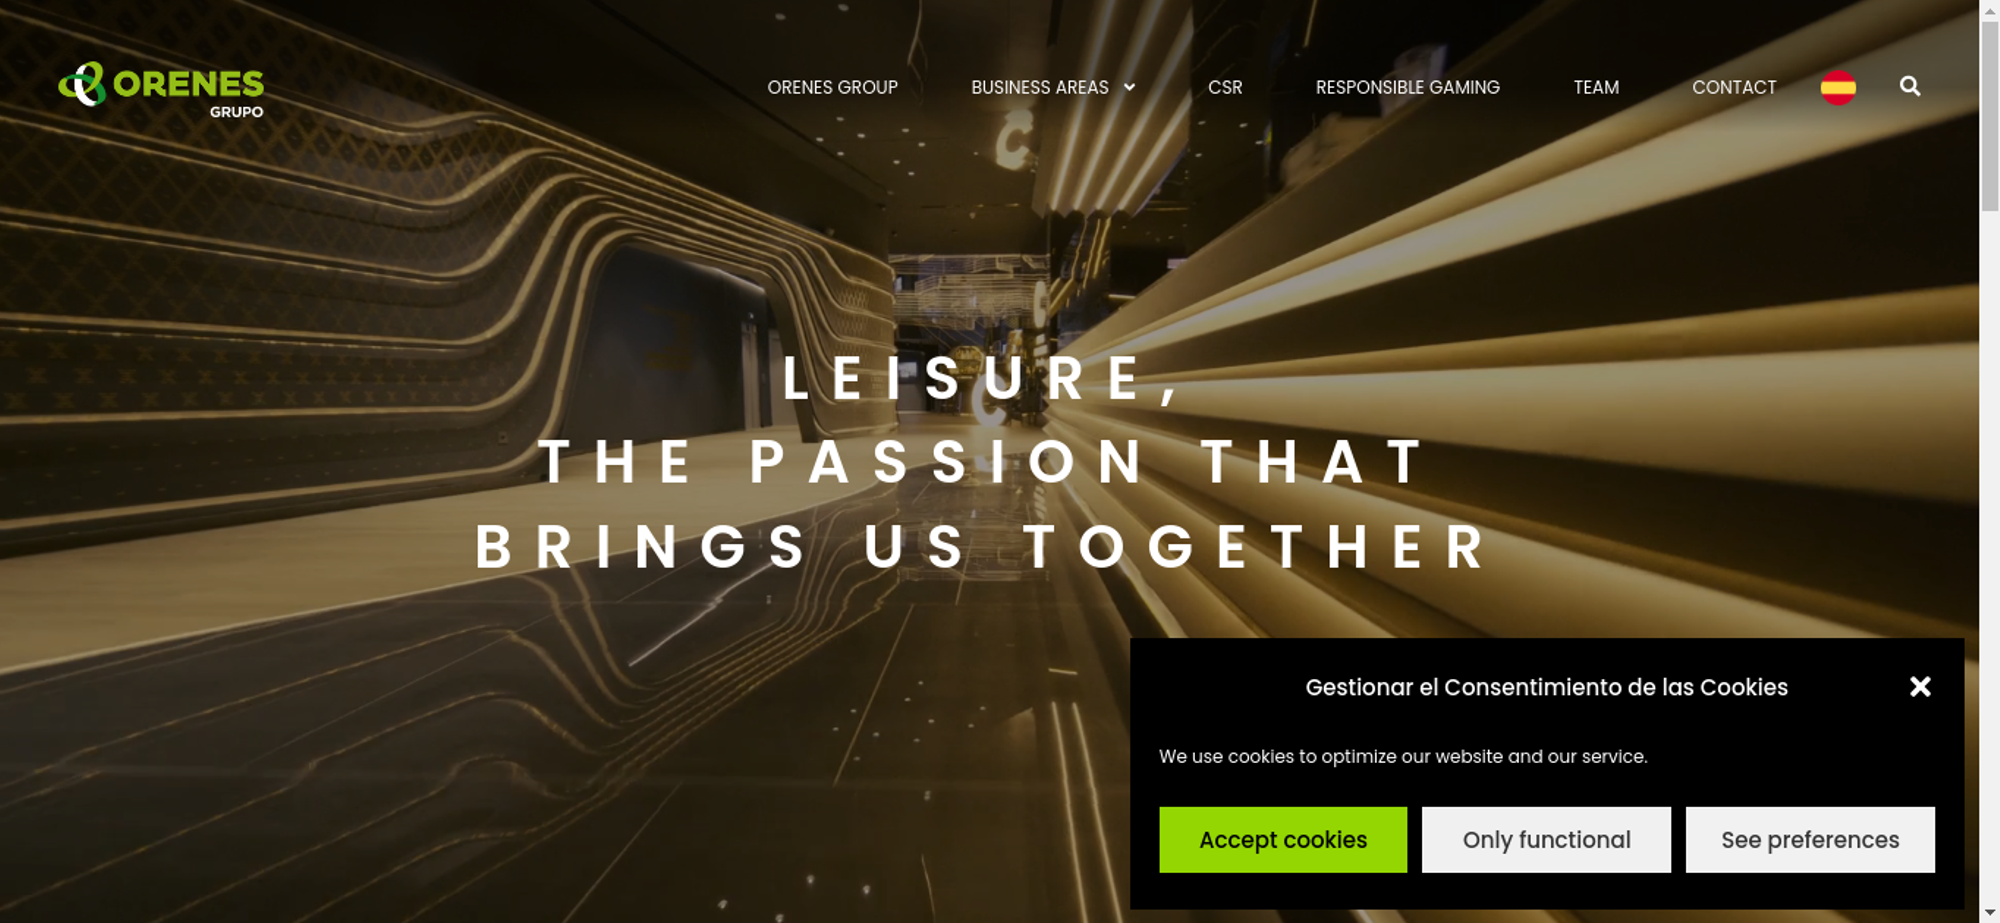 ORENES
GRUPO
ORENES GROUP
BUSINESS AREAS
CSR
RESPONSIBLE GAMING
TEAM
CONTACT
LEISURE,
THE PASSION THAT
BRINGS US TOGETHER
Gestionar el Consentimiento de las Cookies
We use cookies to optimize our website and our service.
Accept cookies
Only functional
See preferences